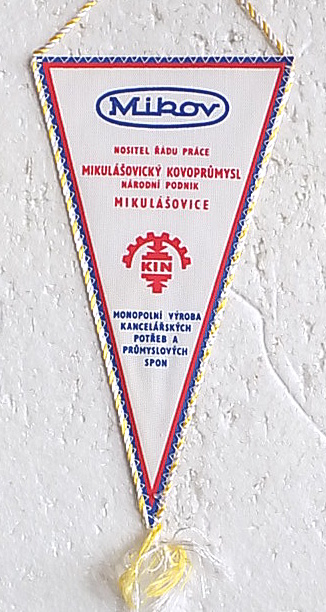 Mikov
NOSITEL ŘÁDU PRÁCE
MIKULÁŠOVICKÝ KOVOPRŮMYSL
NÁRODNÍ PODNIK
MIKULÁŠOVICE
KIN
MONOPOLNÍ VÝROBA
KANCELÁŘSKÝCH
POTŘEB A
PRŮMYSLOVÝCH
SPON